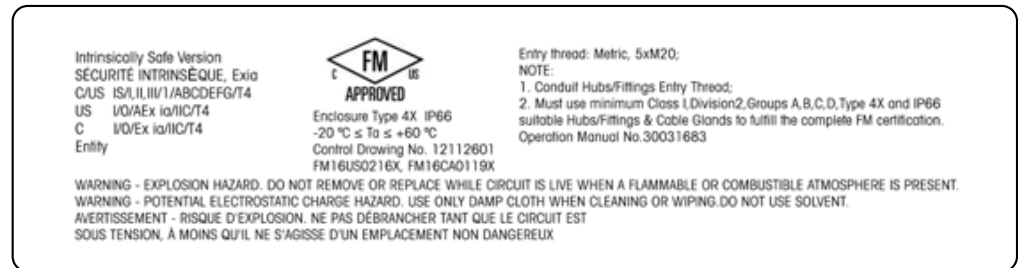 Intrinsically Safe Version
SÉCURITÉ INTRINSÈQUE, Exia
C/US IS/I,II,III/1/ABCDEFG/T4
US I/0/AEx ia/IIC/T4
C I/0/Ex ia/IIC/T4
Entity
FM
C US
APPROVED
Enclosure Type 4X IP66
-20 ºC ≤ Ta ≤ +60 ºC
Control Drawing No. 12112601
FM16US0216X, FM16CA0119X
Entry thread: Metric, 5xM20;
NOTE:
1. Conduit Hubs/Fittings Entry Thread;
2. Must use minimum Class I,Division2,Groups A,B,C,D,Type 4X and IP66
suitable Hubs/Fittings & Cable Glands to fulfill the complete FM certification.
Operation Manual No.30031683
WARNING - EXPLOSION HAZARD. DO NOT REMOVE OR REPLACE WHILE CIRCUIT IS LIVE WHEN A FLAMMABLE OR COMBUSTIBLE ATMOSPHERE IS PRESENT.
WARNING - POTENTIAL ELECTROSTATIC CHARGE HAZARD. USE ONLY DAMP CLOTH WHEN CLEANING OR WIPING.DO NOT USE SOLVENT.
AVERTISSEMENT - RISQUE D'EXPLOSION. NE PAS DÉBRANCHER TANT QUE LE CIRCUIT EST
SOUS TENSION, À MOINS QU'IL NE S'AGISSE D'UN EMPLACEMENT NON DANGEREUX